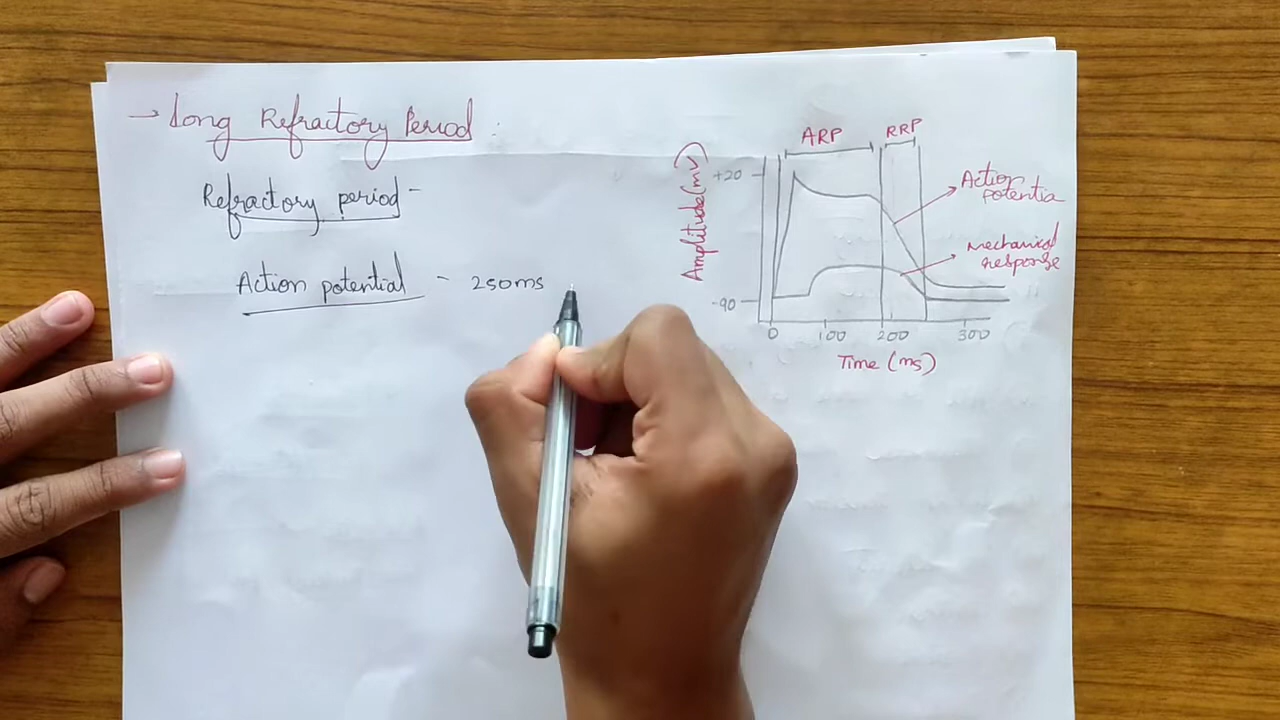 → Long Refractory Period :
Refractory period -
Action potential - 250ms
ARP
RRP
+20
-90
Amplitude (mv)
Action
potentia
Mechanical
response
0 100 200 300
Time (ms)